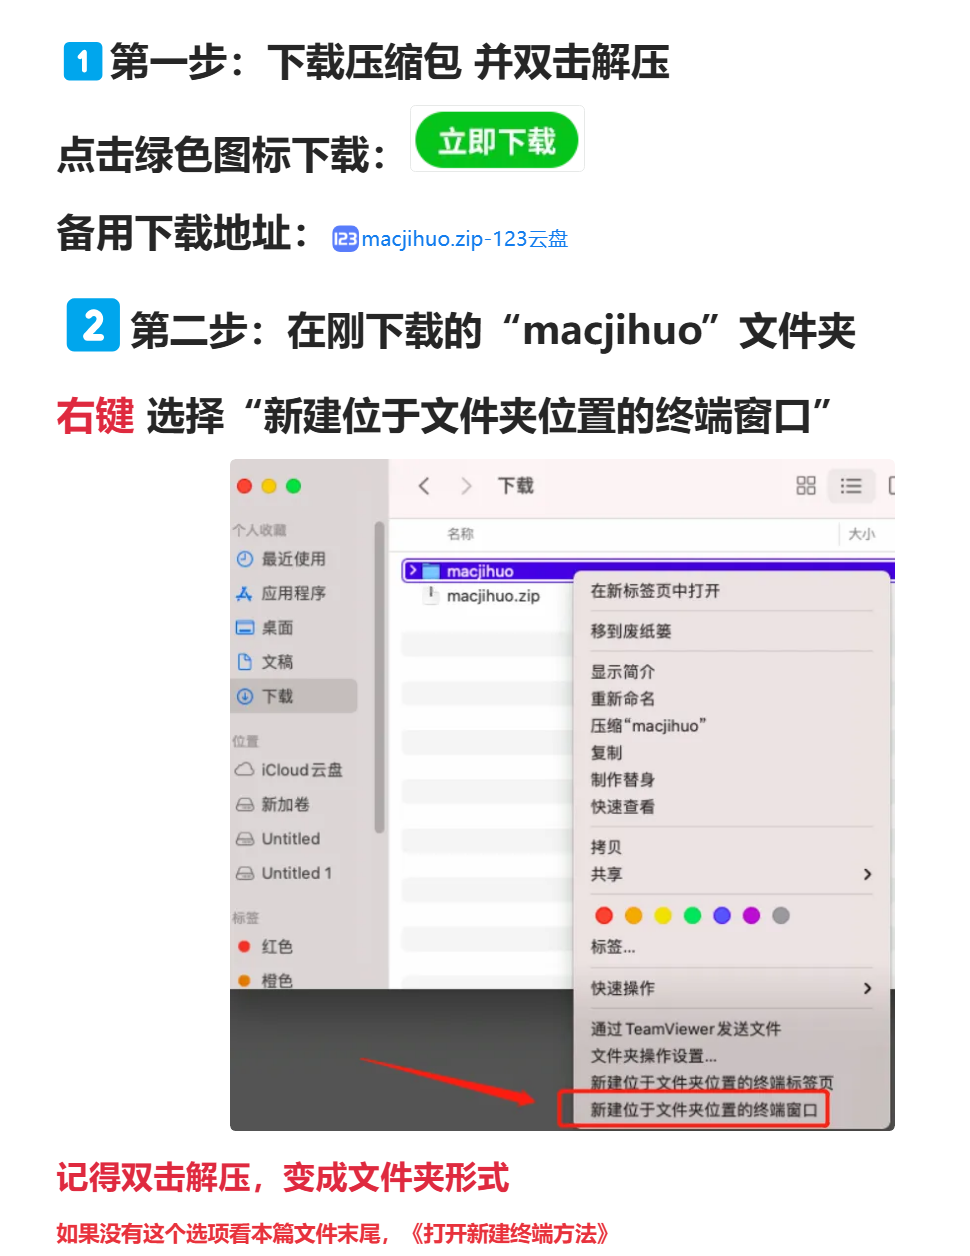 1 第一步：下载压缩包 并双击解压
点击绿色图标下载： 立即下载
备用下载地址： 123 macjihuo.zip-123云盘
2 第二步：在刚下载的“macjihuo”文件夹
右键 选择“新建位于文件夹位置的终端窗口”
下载
个人收藏
最近使用
应用程序
桌面
文稿
下载
位置
iCloud云盘
新加卷
Untitled
Untitled 1
标签
红色
橙色
名称 大小
macjihuo
macjihuo.zip
在新标签页中打开
移到废纸篓
显示简介
重新命名
压缩“macjihuo”
复制
制作替身
快速查看
拷贝
共享
标签...
快速操作
通过TeamViewer发送文件
文件夹操作设置...
新建位于文件夹位置的终端标签页
新建位于文件夹位置的终端窗口
记得双击解压，变成文件夹形式
如果没有这个选项看本篇文件末尾，《打开新建终端方法》